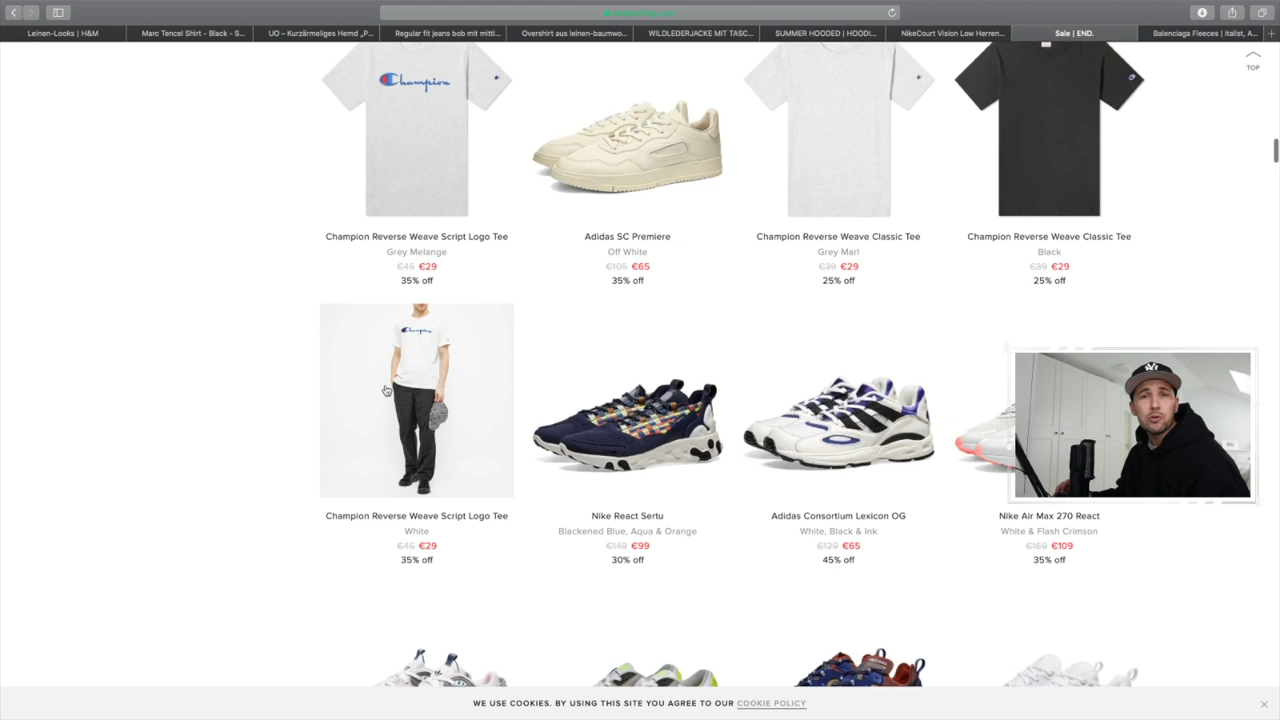 Leinen-Looks | H&M
Marc Tencel Shirt - Black - S...
UO – Kurzärmeliges Hemd „P...
Regular fit jeans bob mit mittl...
Overshirt aus leinen-baumwo...
WILDLEDERJACKE MIT TASC...
SUMMER HOODED | HOODI...
NikeCourt Vision Low Herren...
Sale | END.
Balenciaga Fleeces | italist, A...
TOP
Champion
Champion Reverse Weave Script Logo Tee
Grey Melange
€45 €29
35% off
Adidas SC Premiere
Off White
€105 €65
35% off
Champion Reverse Weave Classic Tee
Grey Marl
€39 €29
25% off
Champion Reverse Weave Classic Tee
Black
€39 €29
25% off
Champion
Champion Reverse Weave Script Logo Tee
White
€45 €29
35% off
Nike React Sertu
Blackened Blue, Aqua & Orange
€149 €99
30% off
Adidas Consortium Lexicon OG
White, Black & Ink
€129 €65
45% off
Nike Air Max 270 React
White & Flash Crimson
€169 €109
35% off
WE USE COOKIES. BY USING THIS SITE YOU AGREE TO OUR COOKIE POLICY